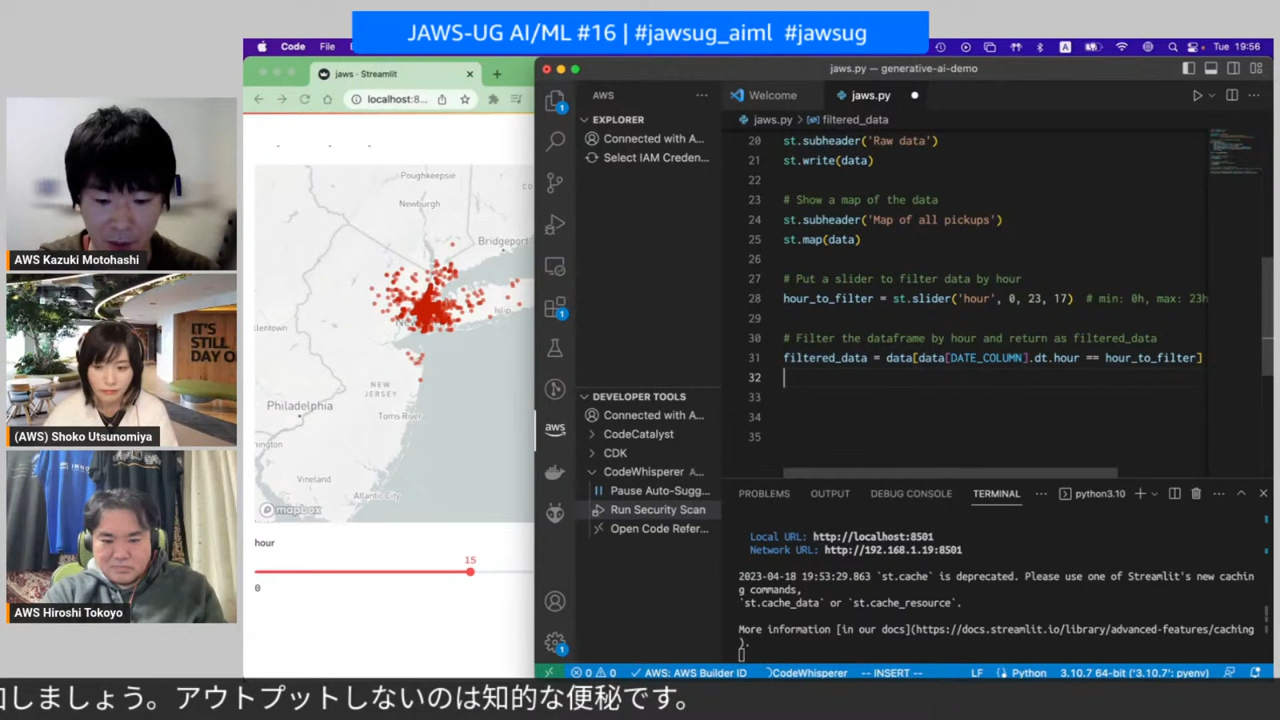 JAWS-UG AI/ML #16 | #jawsug_aiml #jawsug
Code File
A
Tue 19:56
jaws · Streamlit
localhost:8...
jaws.py — generative-ai-demo
AWS
EXPLORER
Connected with A...
Select IAM Creden...
DEVELOPER TOOLS
Connected with A...
CodeCatalyst
CDK
CodeWhisperer A...
Pause Auto-Sugg...
Run Security Scan
Open Code Refer...
aws
Welcome
jaws.py
jaws.py > filtered_data
20 st.subheader('Raw data')
21 st.write(data)
22
23 # Show a map of the data
24 st.subheader('Map of all pickups')
25 st.map(data)
26
27 # Put a slider to filter data by hour
28 hour_to_filter = st.slider('hour', 0, 23, 17) # min: 0h, max: 23h
29
30 # Filter the dataframe by hour and return as filtered_data
31 filtered_data = data[data[DATE_COLUMN].dt.hour == hour_to_filter]
32
33
34
35
PROBLEMS OUTPUT DEBUG CONSOLE TERMINAL
python3.10
Local URL: http://localhost:8501
Network URL: http://192.168.1.19:8501
2023-04-18 19:53:29.863 `st.cache` is deprecated. Please use one of Streamlit's new cachin
g commands,
`st.cache_data` or `st.cache_resource`.
More information [in our docs](https://docs.streamlit.io/library/advanced-features/caching
).
0 0 AWS: AWS Builder ID CodeWhisperer -- INSERT -- LF Python 3.10.7 64-bit ('3.10.7': pyenv)
Poughkeepsie
Newburgh
Bridgeport
Islip
New
NEW
JERSEY
Philadelphia
Toms River
Vineland
Atlantic City
mapbox
hour
15
0
IT'S
STILL
DAY O
AWS Kazuki Motohashi
(AWS) Shoko Utsunomiya
AWS Hiroshi Tokoyo
しましょう。アウトプットしないのは知的な便秘です。